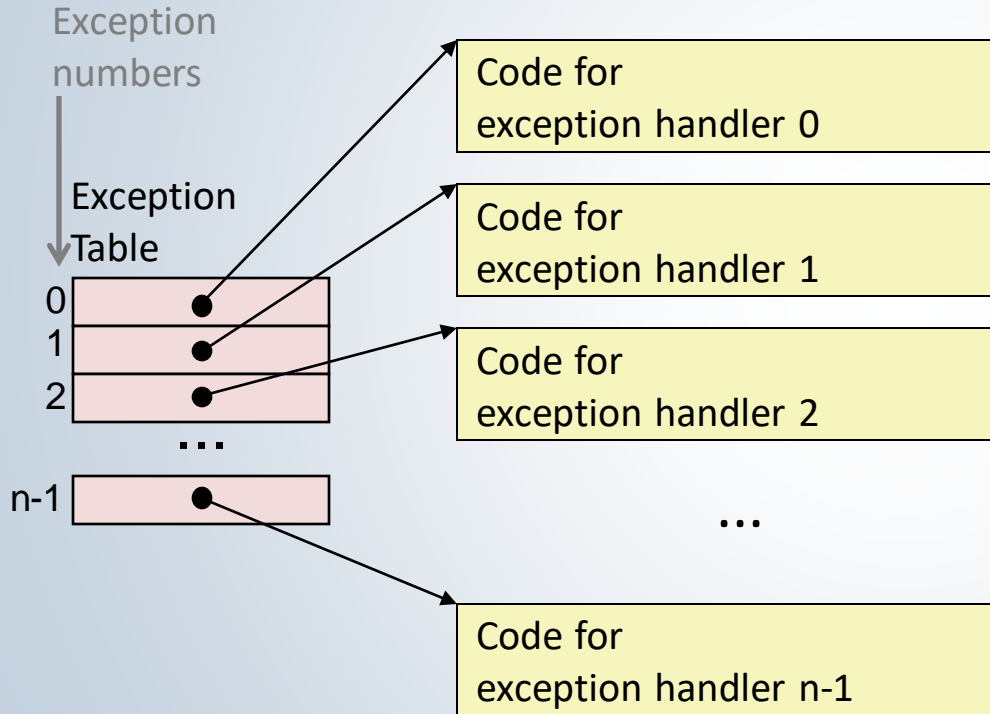 Exception
numbers
Exception
Table
0
1
2
...
n-1
Code for
exception handler 0
Code for
exception handler 1
Code for
exception handler 2
...
Code for
exception handler n-1